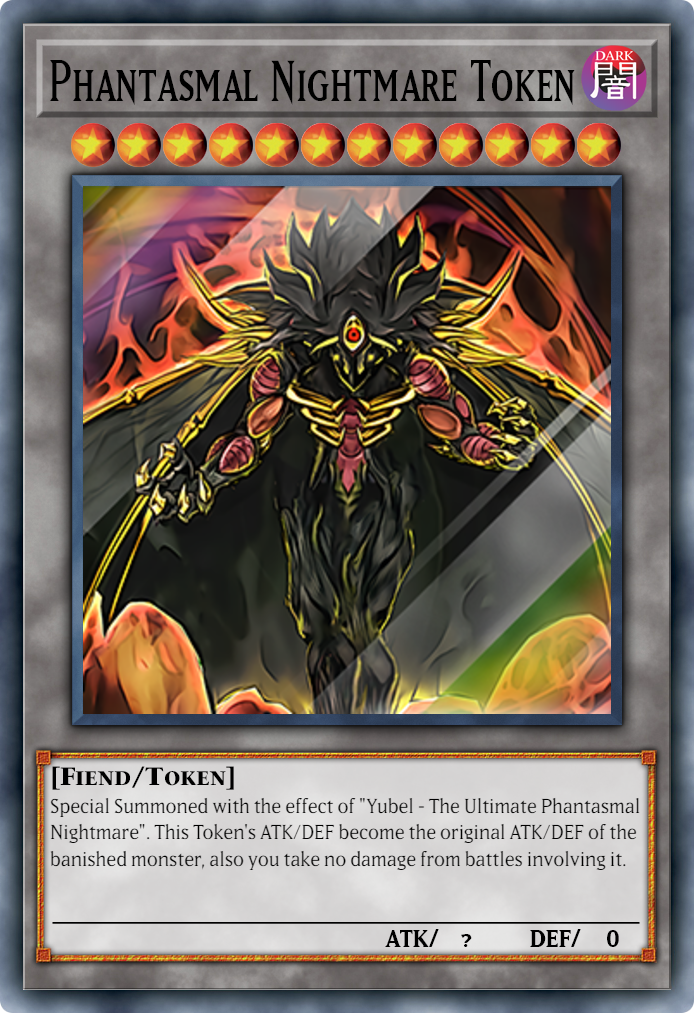 Phantasmal Nightmare Token
DARK
闇
[Fiend/Token]
Special Summoned with the effect of "Yubel - The Ultimate Phantasmal
Nightmare". This Token's ATK/DEF become the original ATK/DEF of the
banished monster, also you take no damage from battles involving it.
ATK/ ? DEF/ 0